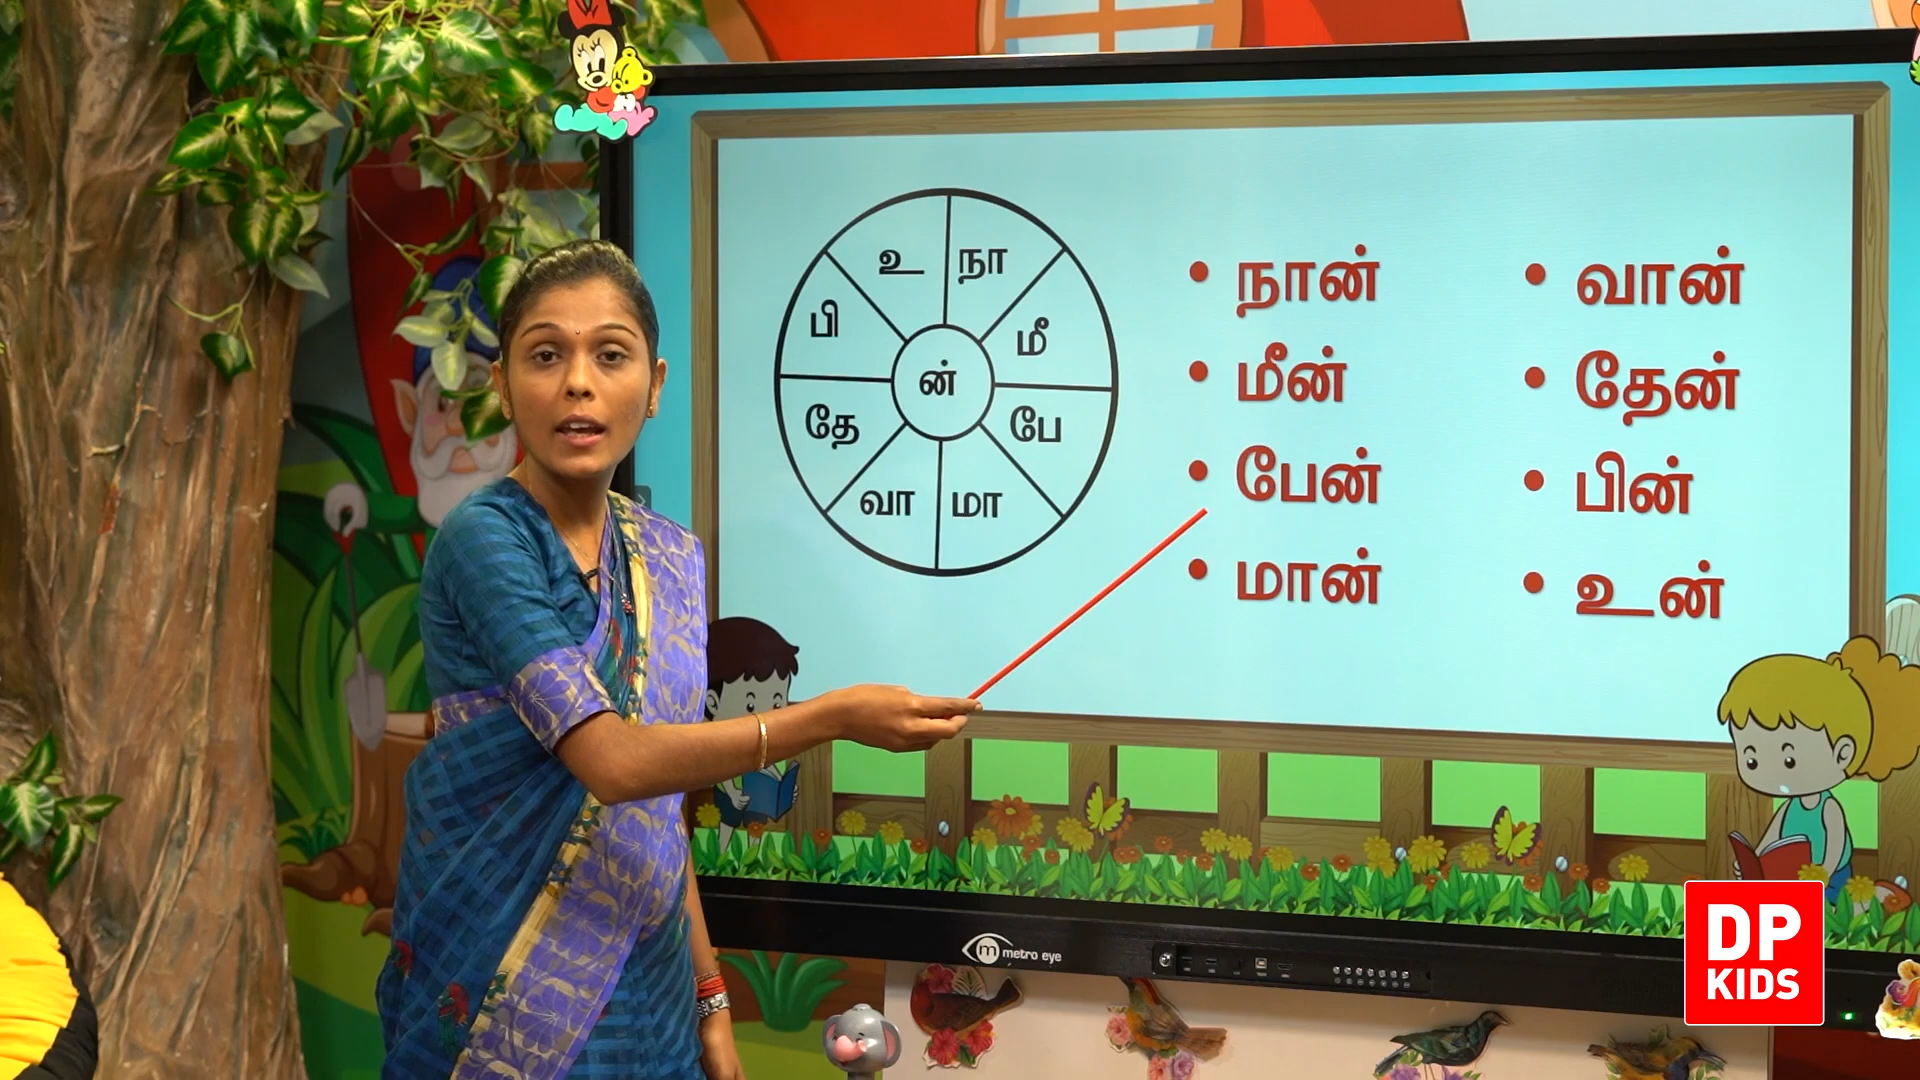 உ
நா
பி
மீ
ன்
தே
பே
வா
மா
• நான்
• மீன்
• பேன்
• மான்
• வான்
• தேன்
• பின்
• உன்
m metro eye
DP
KIDS